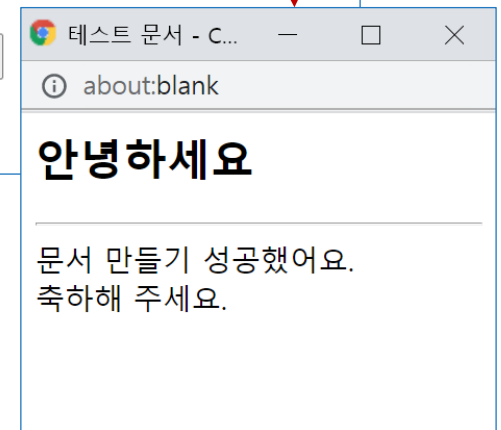 테스트 문서 - C...
about:blank
안녕하세요
문서 만들기 성공했어요.
축하해 주세요.